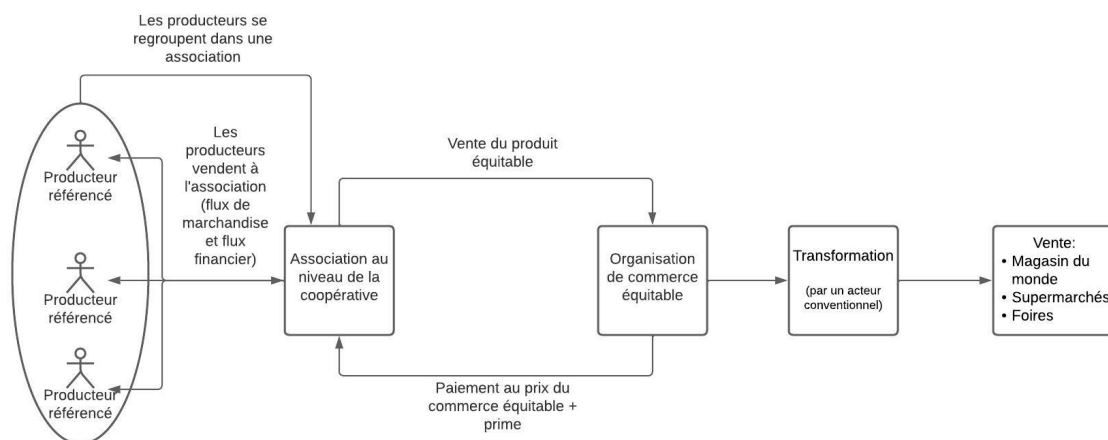 Les producteurs se
regroupent dans une
association
Producteur
référencé
Producteur
référencé
Producteur
référencé
Les
producteurs
vendent à
l'association
(flux de
marchandise
et flux
financier)
Association au
niveau de la
coopérative
Vente du produit
équitable
Paiement au prix du
commerce équitable +
prime
Organisation
de commerce
équitable
Transformation
(par un acteur
conventionnel)
Vente:
• Magasin du
monde
• Supermarchés
• Foires